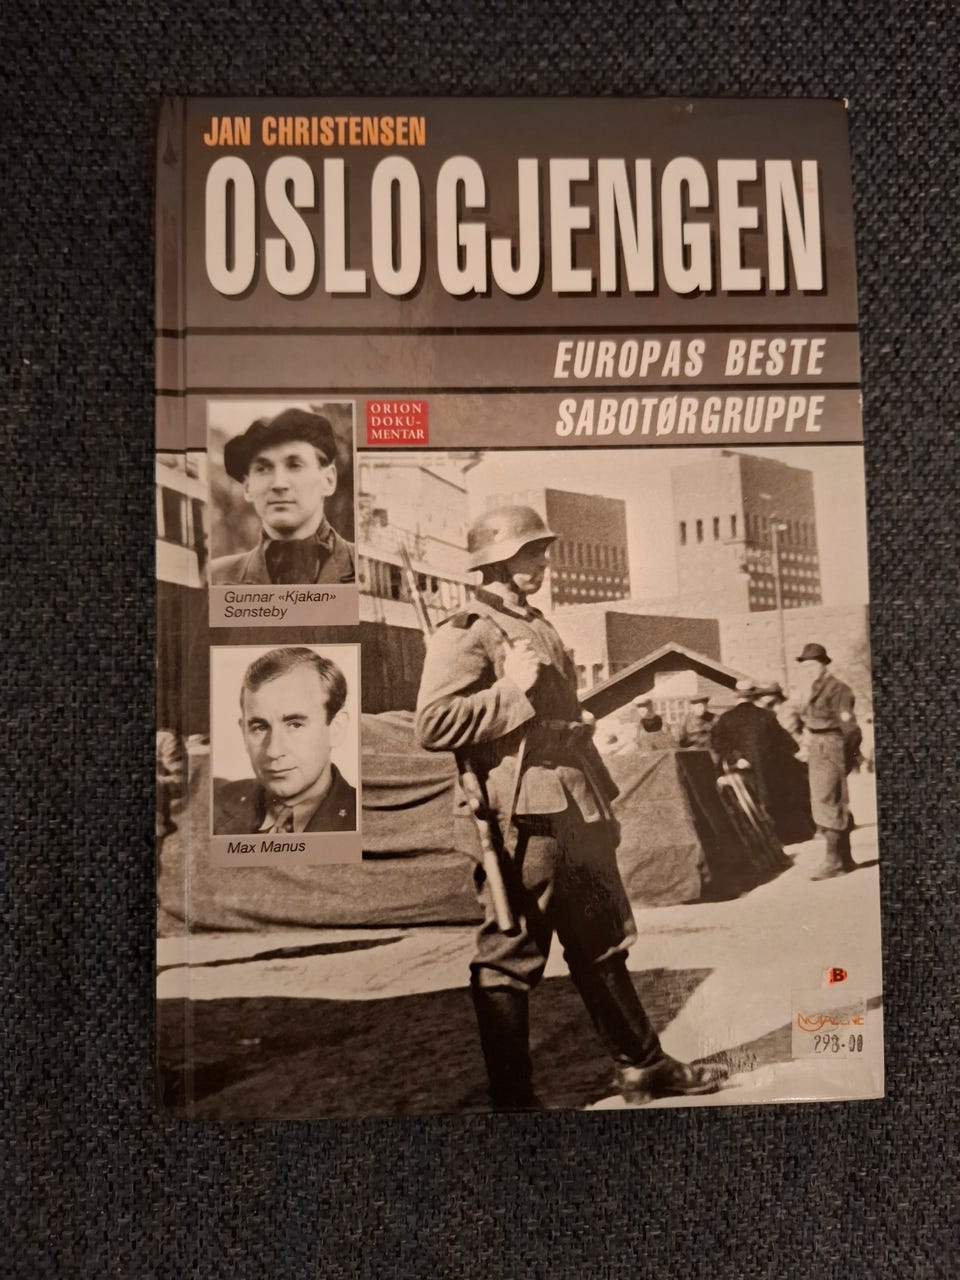 JAN CHRISTENSEN
OSLOGJENGEN
EUROPAS BESTE
SABOTØRGRUPPE
ORION
DOKU-
MENTAR
Gunnar «Kjakan»
Sønsteby
Max Manus
B
298-00